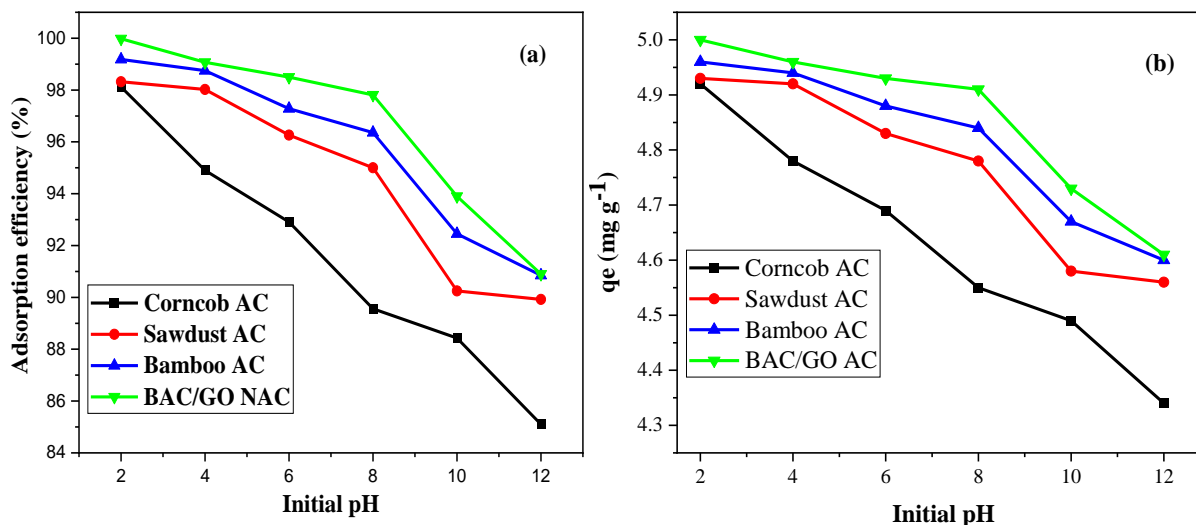 (a)
Adsorption efficiency (%)
100
98
96
94
92
90
88
86
84
Corncob AC
Sawdust AC
Bamboo AC
BAC/GO NAC
2 4 6 8 10 12
Initial pH
(b)
qe (mg g-1)
5.0
4.9
4.8
4.7
4.6
4.5
4.4
4.3
Corncob AC
Sawdust AC
Bamboo AC
BAC/GO AC
2 4 6 8 10 12
Initial pH